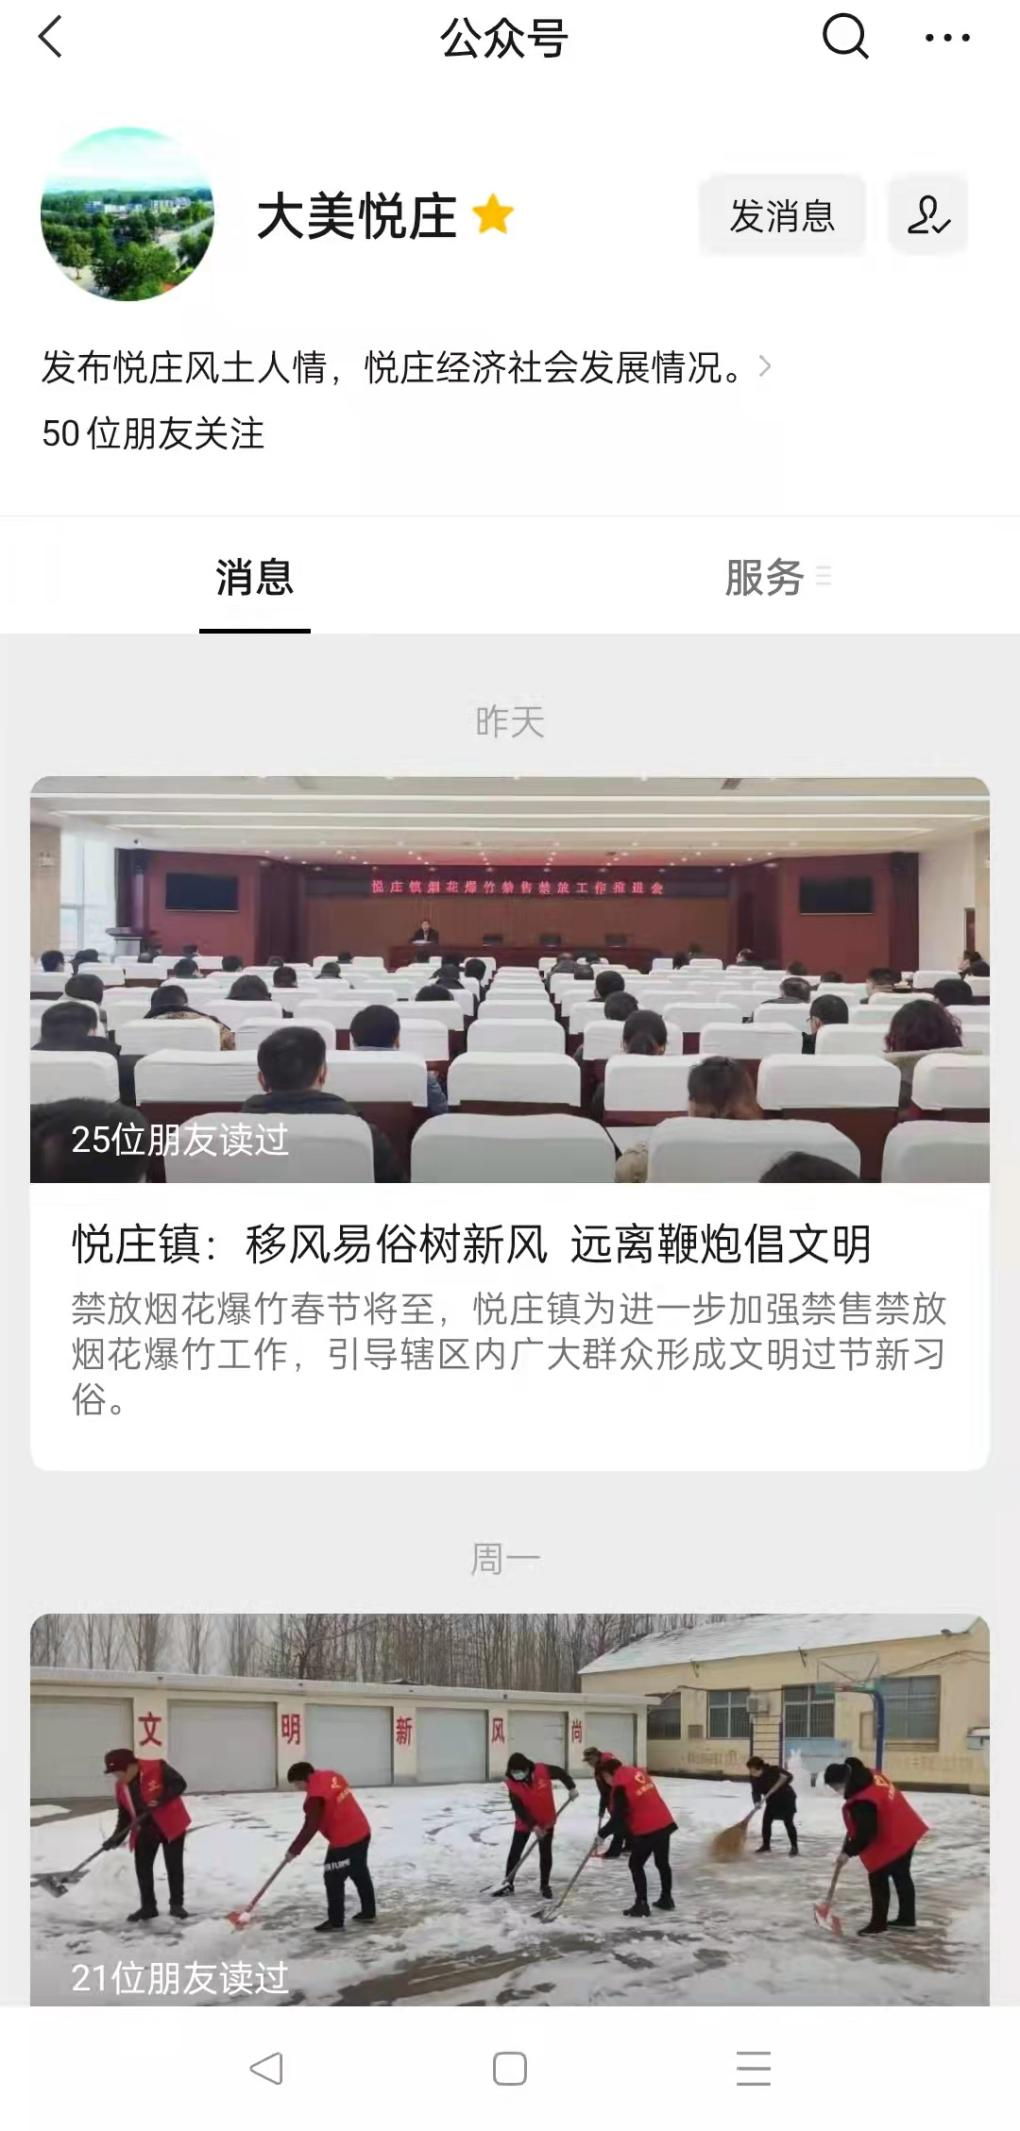 公众号
大美悦庄
发消息
发布悦庄风土人情，悦庄经济社会发展情况。
50位朋友关注
消息
服务
昨天
悦庄镇烟花爆竹禁售禁放工作推进会
25位朋友读过
悦庄镇：移风易俗树新风 远离鞭炮倡文明
禁放烟花爆竹春节将至，悦庄镇为进一步加强禁售禁放
烟花爆竹工作，引导辖区内广大群众形成文明过节新习
俗。
周一
文明新风尚
21位朋友读过